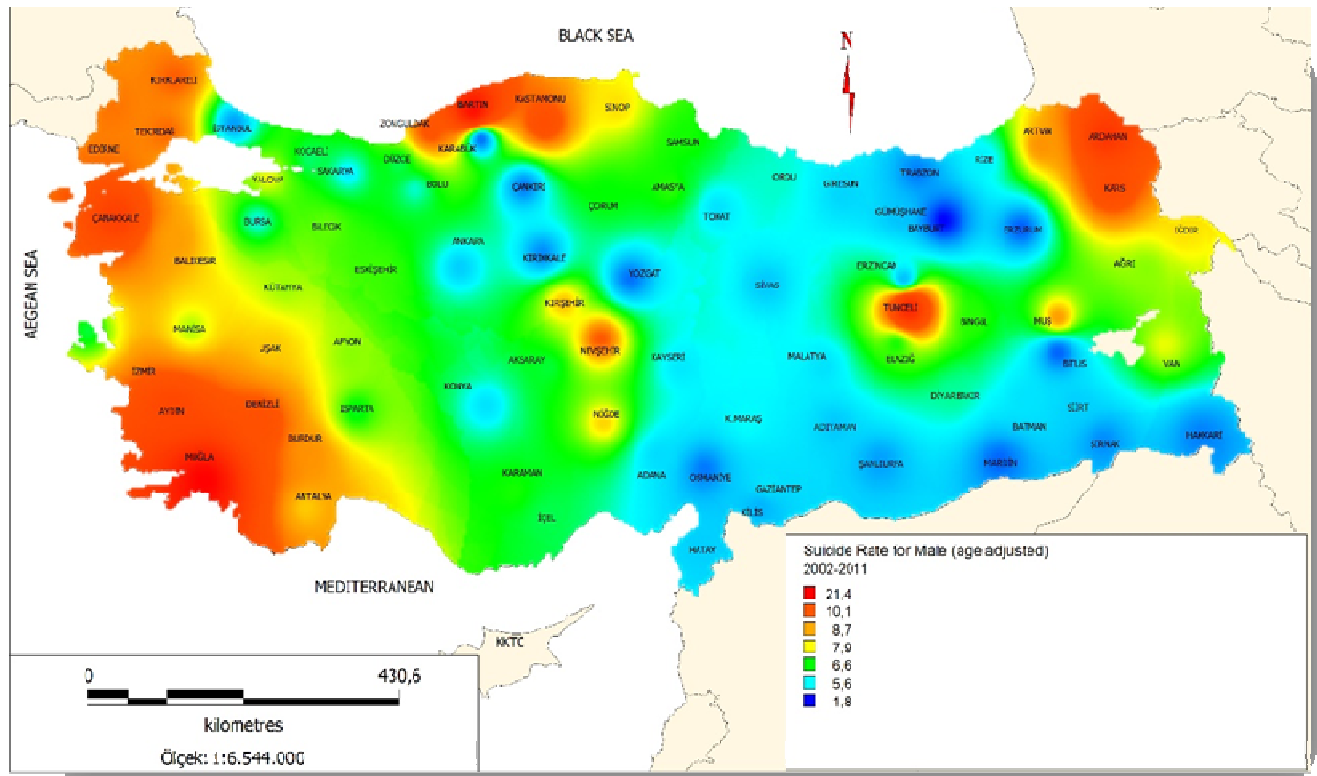 BLACK SEA
N
KIRKLARELİ
BARTIN
KASTAMONU
SİNOP
İSTANBUL
ZONGULDAK
TEKİRDAĞ
ARTVİN
ARDAHAN
EDİRNE
KOCAELİ
KARABÜK
SAMSUN
DÜZCE
RİZE
SAKARYA
TRABZON
YALOVA
BOLU
ÇANKIRI
AMASYA
ORDU
GİRESUN
KARS
ÇORUM
ÇANAKKALE
BURSA
BİLECİK
TOKAT
GÜMÜŞHANE
BAYBURT
ERZURUM
IĞDIR
ANKARA
KIRIKKALE
BALIKESİR
ESKİŞEHİR
YOZGAT
ERZİNCAN
AĞRI
KÜTAHYA
SİVAS
AEGEAN SEA
KIRŞEHİR
TUNCELİ
MANİSA
BİNGÖL
MUŞ
UŞAK
AFYON
NEVŞEHİR
AKSARAY
KAYSERİ
MALATYA
ELAZIĞ
BİTLİS
VAN
İZMİR
KONYA
DİYARBAKIR
AYDIN
DENİZLİ
ISPARTA
NİĞDE
K.MARAŞ
SİİRT
ADIYAMAN
BATMAN
BURDUR
ŞIRNAK
HAKKARİ
MUĞLA
KARAMAN
ADANA
OSMANİYE
ŞANLIURFA
MARDİN
ANTALYA
GAZİANTEP
İÇEL
KİLİS
HATAY
MEDITERRANEAN
KKTC
Suicide Rate for Male (age adjusted)
2002-2011
21,4
10,1
8,7
7,9
6,6
5,6
1,8
0 430,6
kilometres
Ölçek: 1:6.544.000